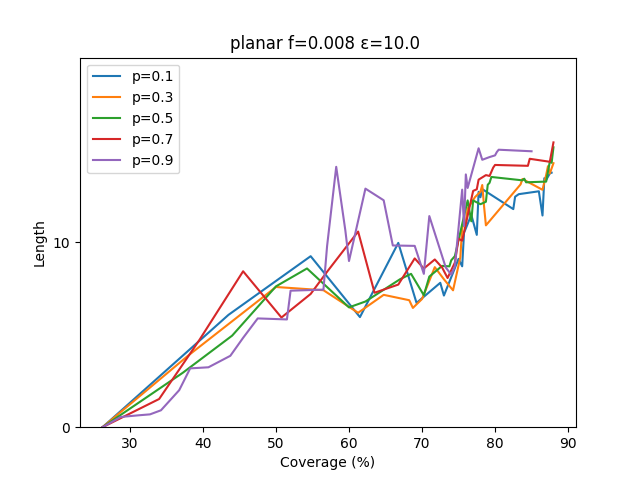 planar f=0.008 ε=10.0
p=0.1
p=0.3
p=0.5
p=0.7
p=0.9
Length
10
0
30 40 50 60 70 80 90
Coverage (%)